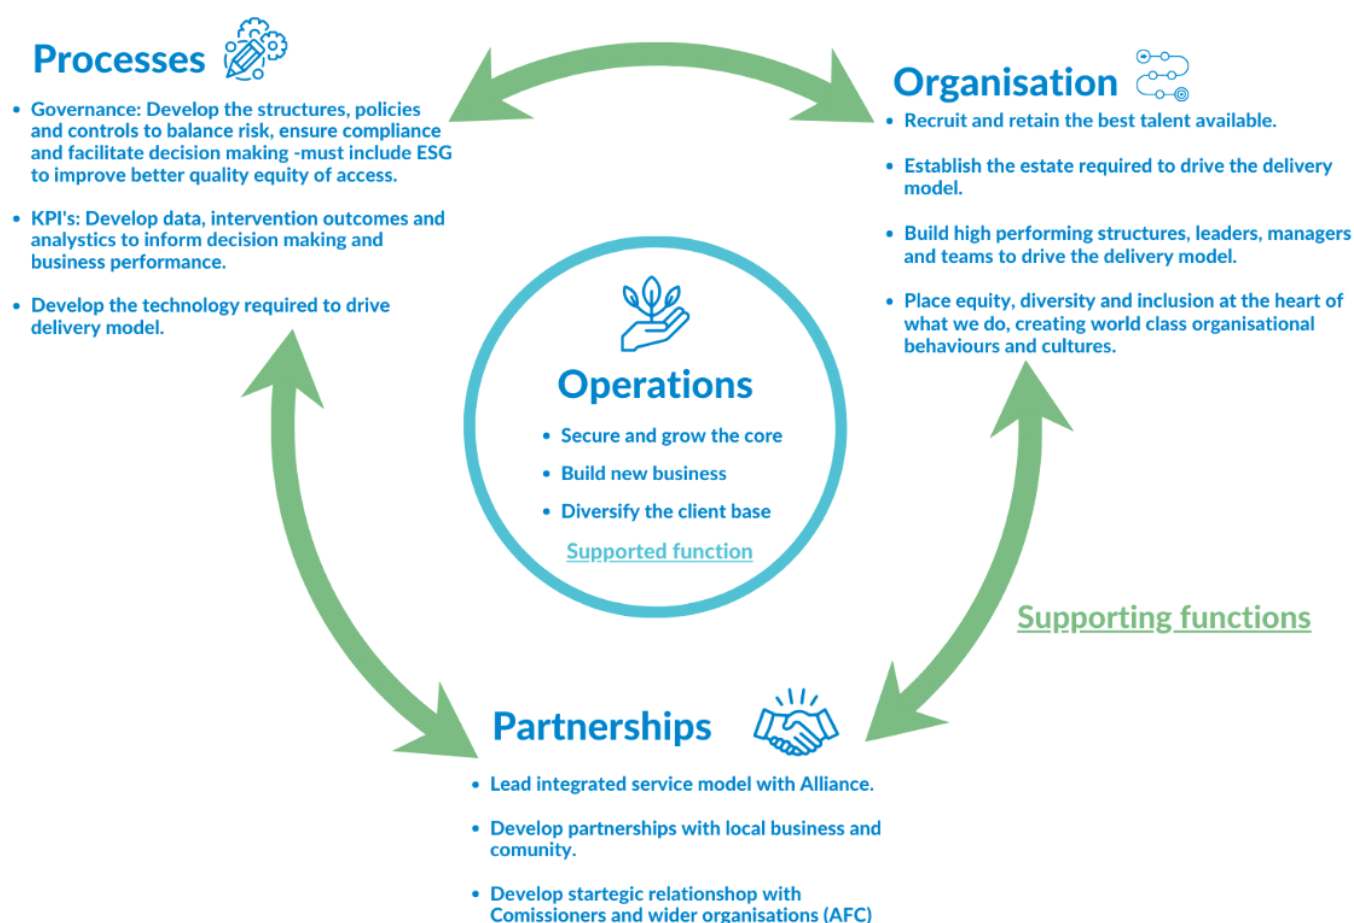 Processes
• Governance: Develop the structures, policies
and controls to balance risk, ensure compliance
and facilitate decision making -must include ESG
to improve better quality equity of access.
• KPI's: Develop data, intervention outcomes and
analystics to inform decision making and
business performance.
• Develop the technology required to drive
delivery model.
Organisation
• Recruit and retain the best talent available.
• Establish the estate required to drive the delivery
model.
• Build high performing structures, leaders, managers
and teams to drive the delivery model.
• Place equity, diversity and inclusion at the heart of
what we do, creating world class organisational
behaviours and cultures.
Operations
• Secure and grow the core
• Build new business
• Diversify the client base
Supported function
Supporting functions
Partnerships
• Lead integrated service model with Alliance.
• Develop partnerships with local business and
comunity.
• Develop startegic relationshop with
Comissioners and wider organisations (AFC)